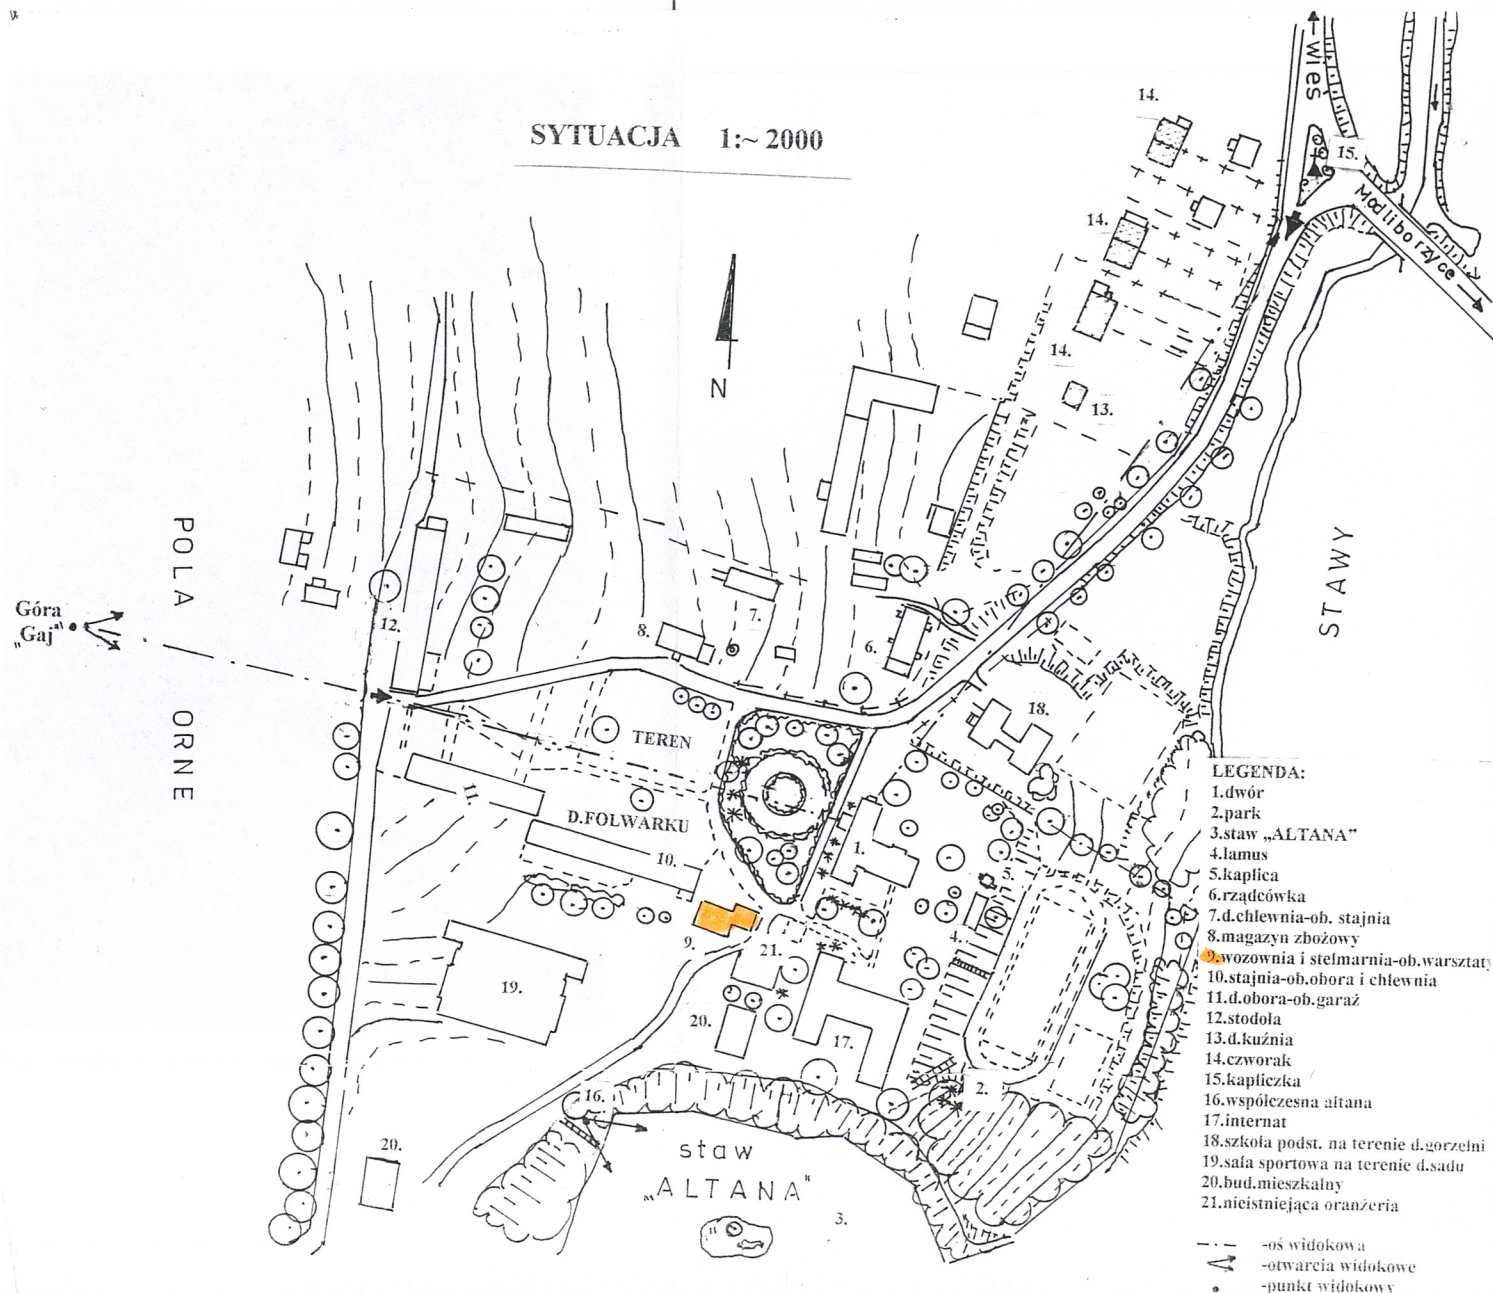 SYTUACJA 1:~ 2000
wieś
14.
15.
Modliborzyce
14.
14.
13.
N
POLA ORNE
STAWY
Góra
„Gaj”
12.
8.
7.
6.
18.
TEREN
D.FOLWARKU
11.
10.
1.
5.
9.
21.
4.
19.
20.
17.
16.
2.
20.
staw
„ALTANA”
3.
LEGENDA:
1.dwór
2.park
3.staw „ALTANA”
4.lamus
5.kaplica
6.rządcówka
7.d.chlewnia-ob. stajnia
8.magazyn zbożowy
9.wozownia i stelmarnia-ob.warsztaty
10.stajnia-ob.obora i chlewnia
11.d.obora-ob.garaż
12.stodoła
13.d.kuźnia
14.czworak
15.kapliczka
16.współczesna altana
17.internat
18.szkoła podst. na terenie d.gorzelni
19.sala sportowa na terenie d.sadu
20.bud.mieszkalny
21.nieistniejąca oranżeria
-oś widokowa
-otwarcia widokowe
-punkt widokowy